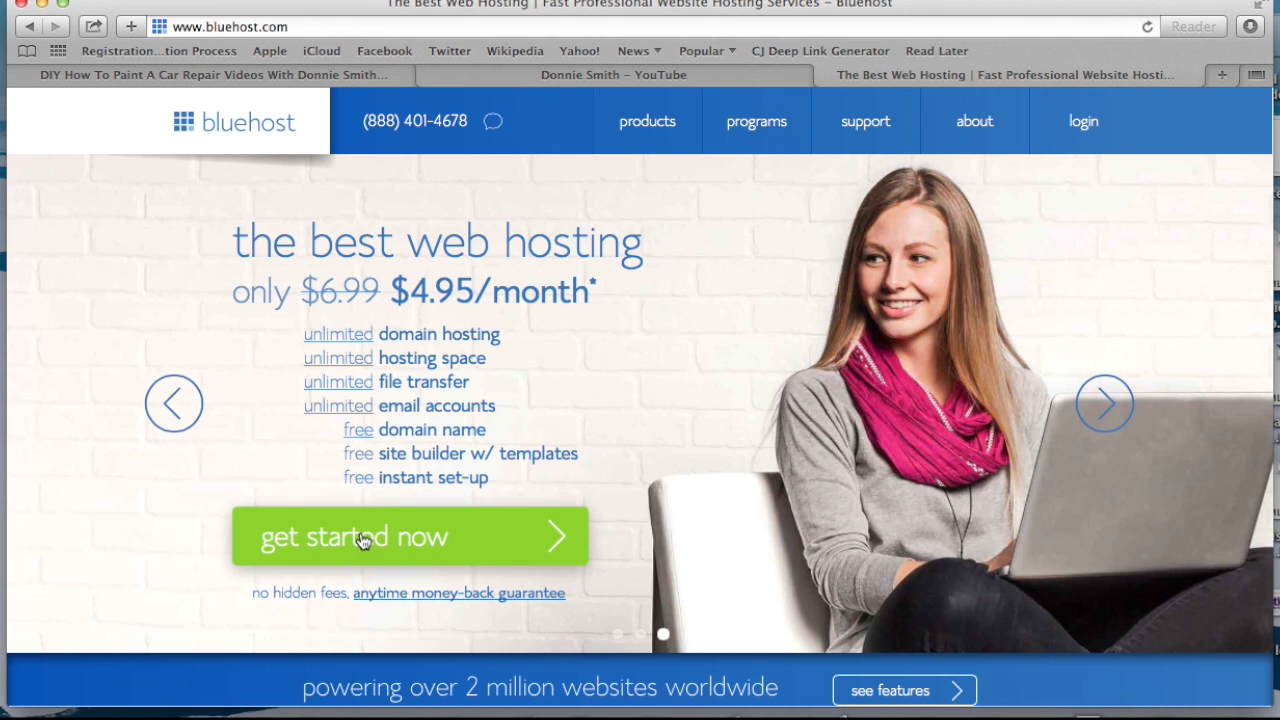 The Best Web Hosting | Fast Professional Website Hosting Services – Bluehost
www.bluehost.com
Reader
Registration...tion Process Apple iCloud Facebook Twitter Wikipedia Yahoo! News Popular CJ Deep Link Generator Read Later
DIY How To Paint A Car Repair Videos With Donnie Smith... Donnie Smith – YouTube The Best Web Hosting | Fast Professional Website Hosti...
bluehost (888) 401-4678 products programs support about login
the best web hosting
only $6.99 $4.95/month*
unlimited domain hosting
unlimited hosting space
unlimited file transfer
unlimited email accounts
free domain name
free site builder w/ templates
free instant set-up
get started now
no hidden fees, anytime money-back guarantee
powering over 2 million websites worldwide see features